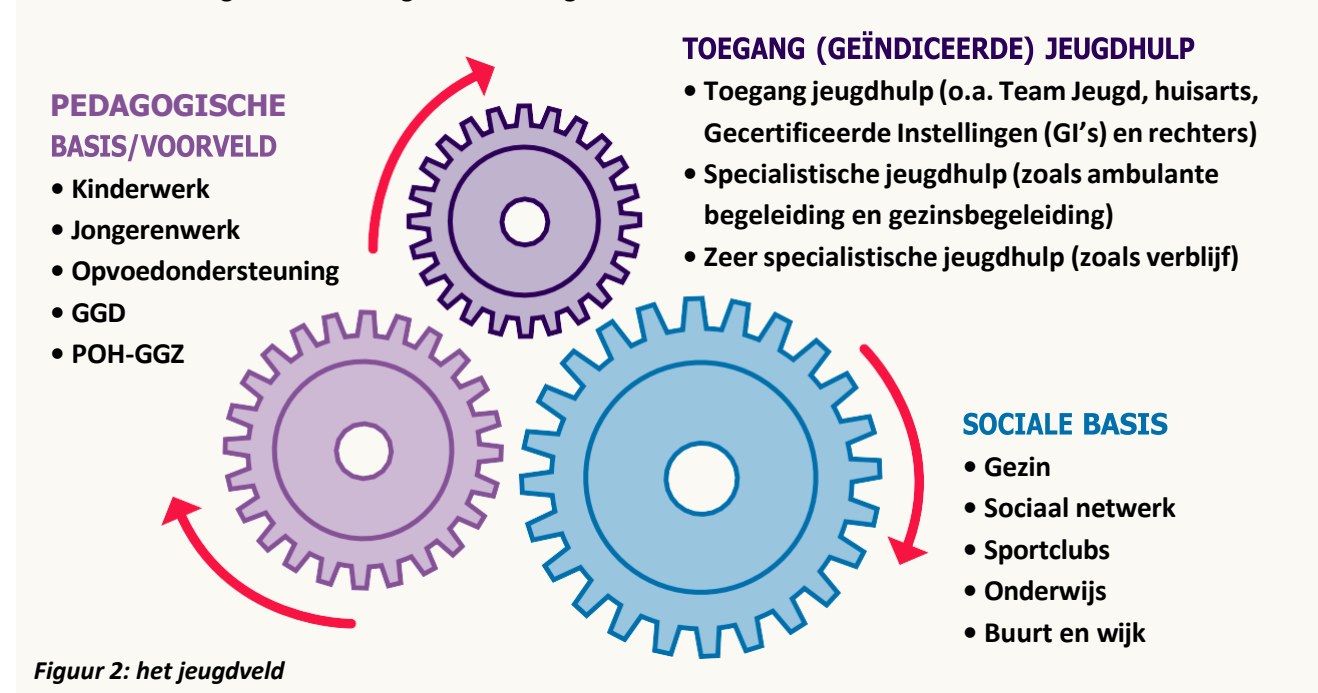 PEDAGOGISCHE
BASIS/VOORVELD
• Kinderwerk
• Jongerenwerk
• Opvoedondersteuning
• GGD
• POH-GGZ
TOEGANG (GEÏNDICEERDE) JEUGDHULP
• Toegang jeugdhulp (o.a. Team Jeugd, huisarts,
Gecertificeerde Instellingen (GI’s) en rechters)
• Specialistische jeugdhulp (zoals ambulante
begeleiding en gezinsbegeleiding)
• Zeer specialistische jeugdhulp (zoals verblijf)
SOCIALE BASIS
• Gezin
• Sociaal netwerk
• Sportclubs
• Onderwijs
• Buurt en wijk
Figuur 2: het jeugdveld